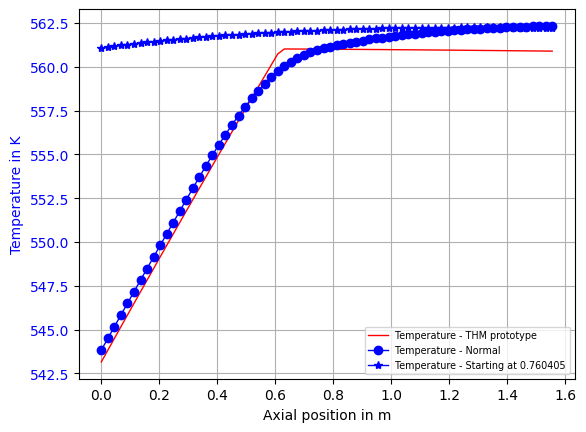 562.5
560.0
557.5
555.0
552.5
550.0
547.5
545.0
542.5
Temperature in K
Temperature - THM prototype
Temperature - Normal
Temperature - Starting at 0.760405
0.0 0.2 0.4 0.6 0.8 1.0 1.2 1.4 1.6
Axial position in m